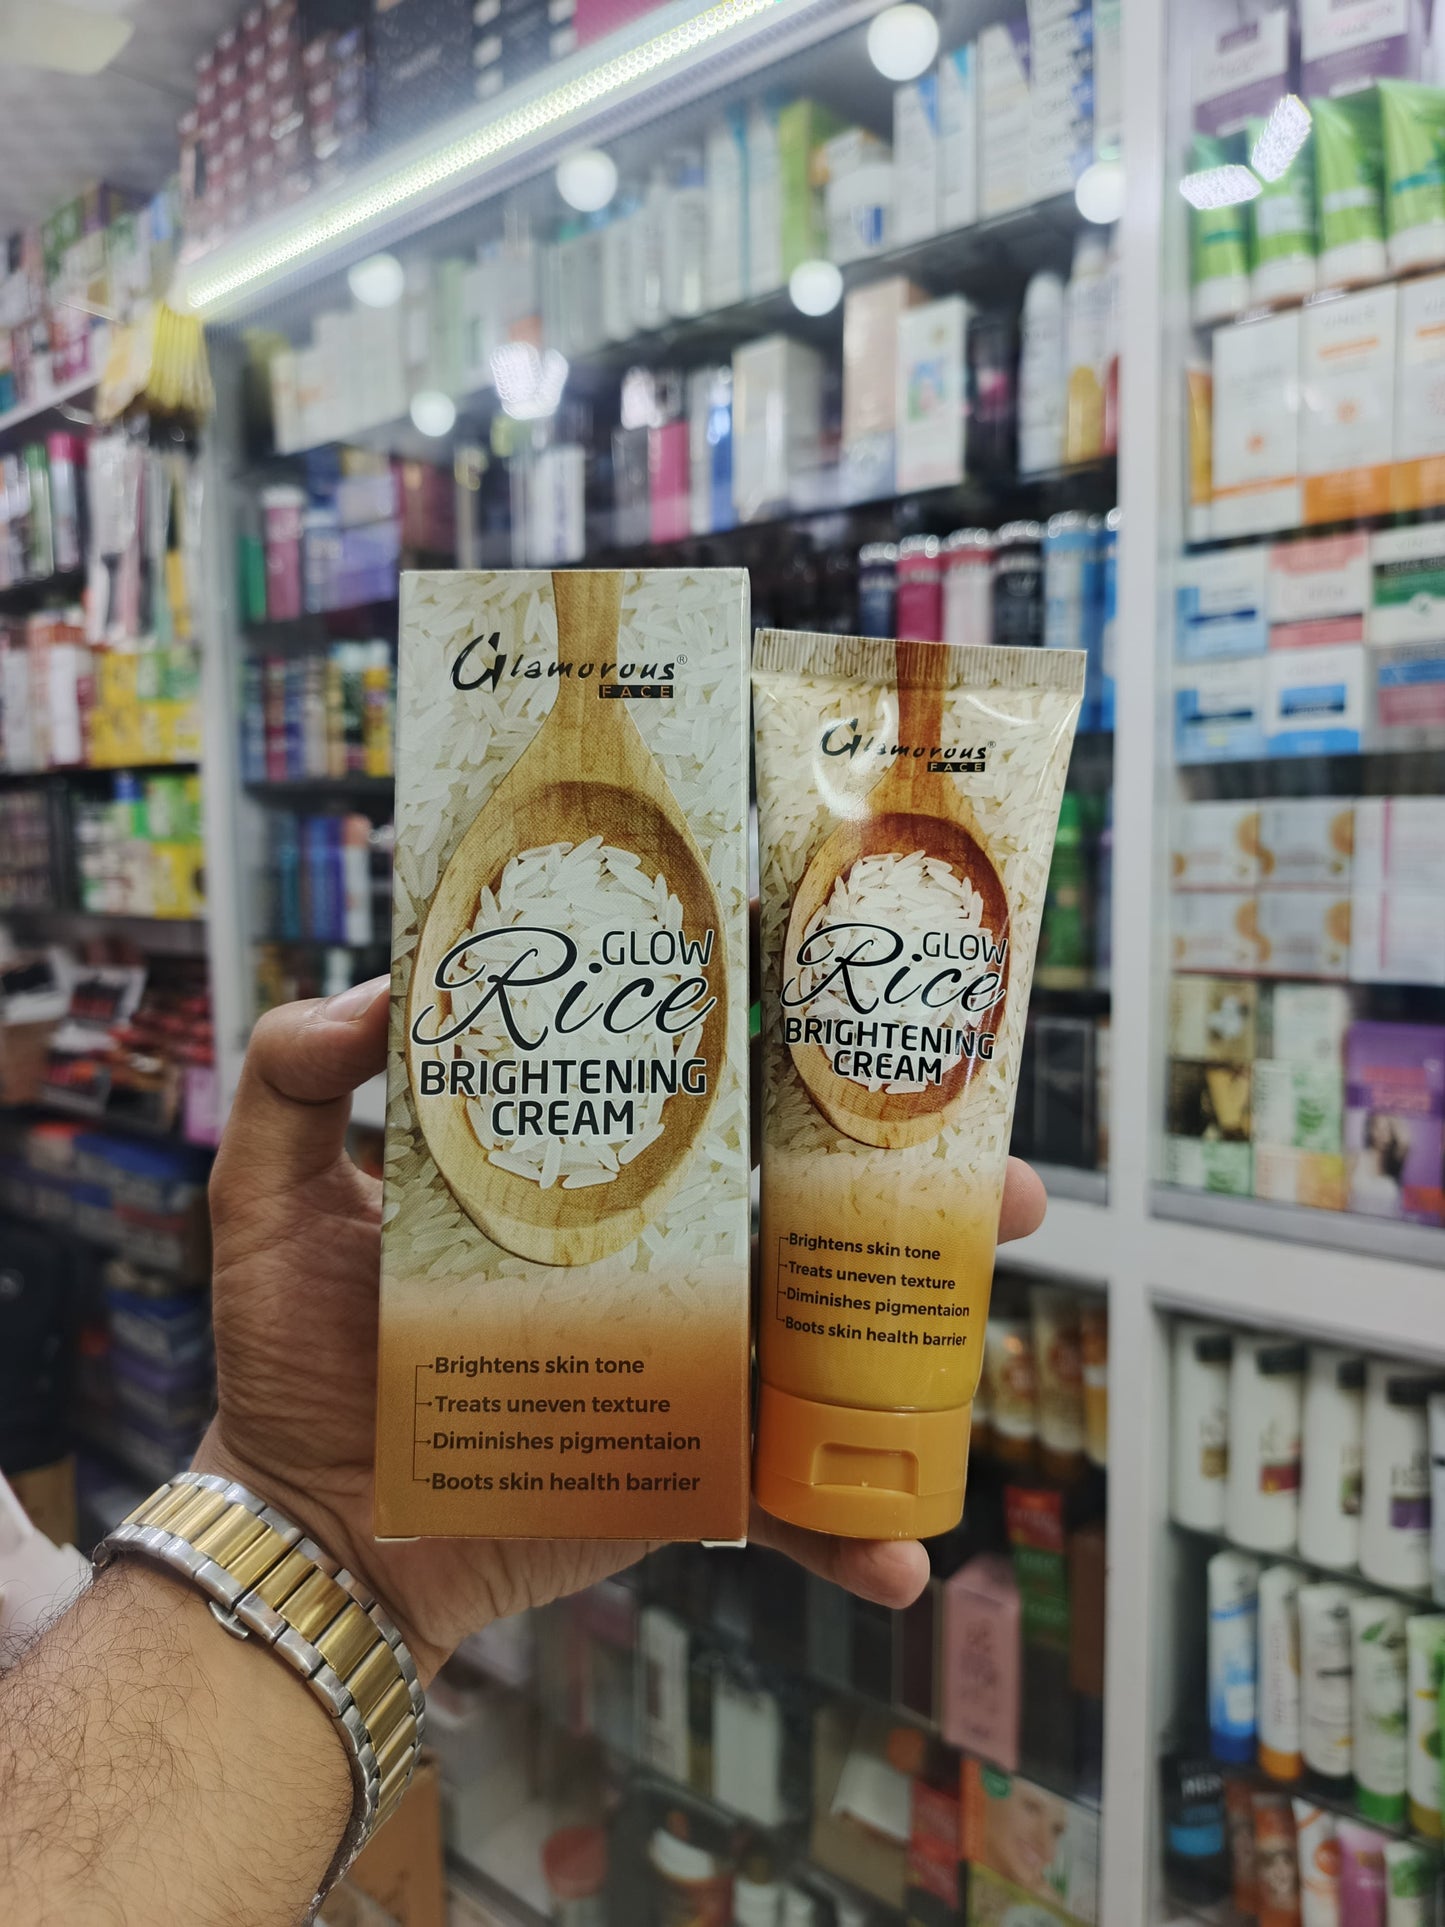 Glamorous®
FACE
GLOW
Rice
BRIGHTENING
CREAM
Brightens skin tone
Treats uneven texture
Diminishes pigmentaion
Boots skin health barrier
Glamorous®
FACE
GLOW
Rice
BRIGHTENING
CREAM
Brightens skin tone
Treats uneven texture
Diminishes pigmentaion
Boots skin health barrier